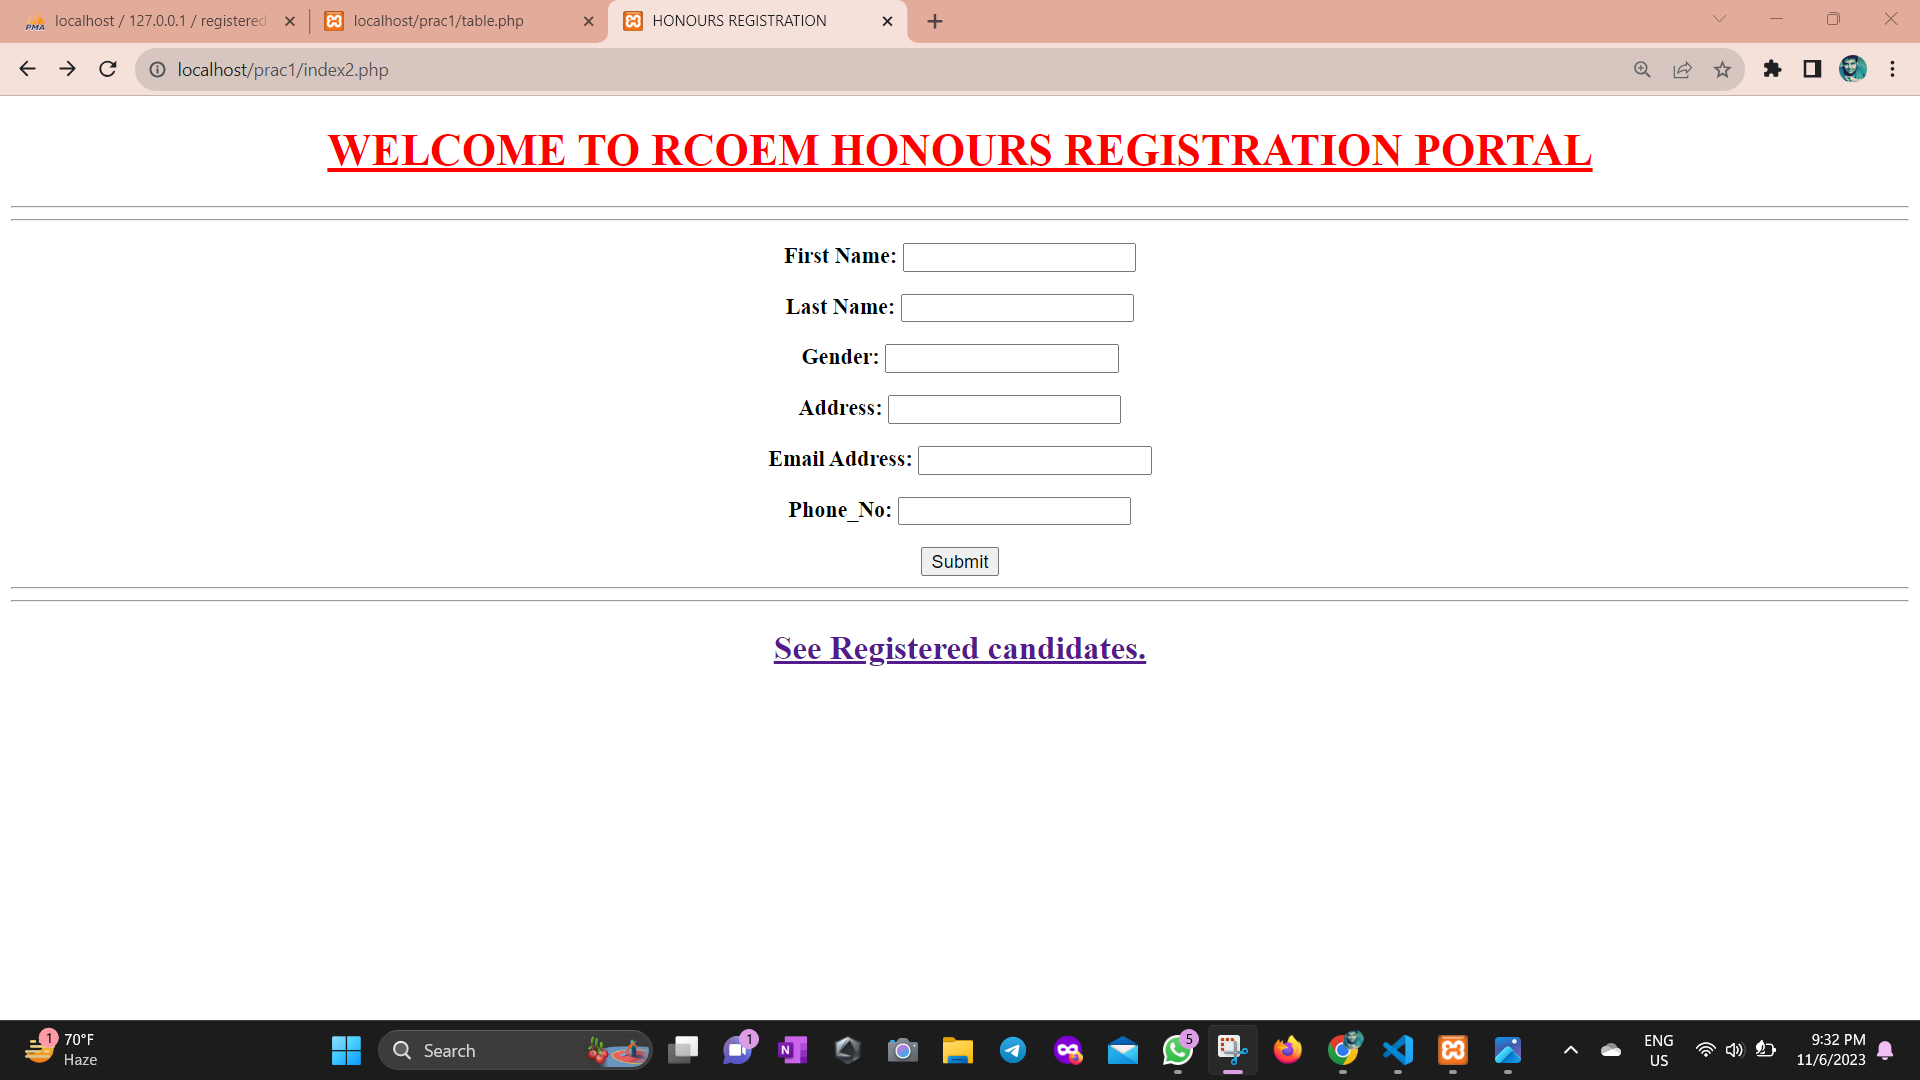 localhost / 127.0.0.1 / registered
localhost/prac1/table.php
HONOURS REGISTRATION
localhost/prac1/index2.php
WELCOME TO RCOEM HONOURS REGISTRATION PORTAL
First Name:
Last Name:
Gender:
Address:
Email Address:
Phone_No:
Submit
See Registered candidates.
1
70°F
Haze
Search
1
N
5
ENG
US
9:32 PM
11/6/2023